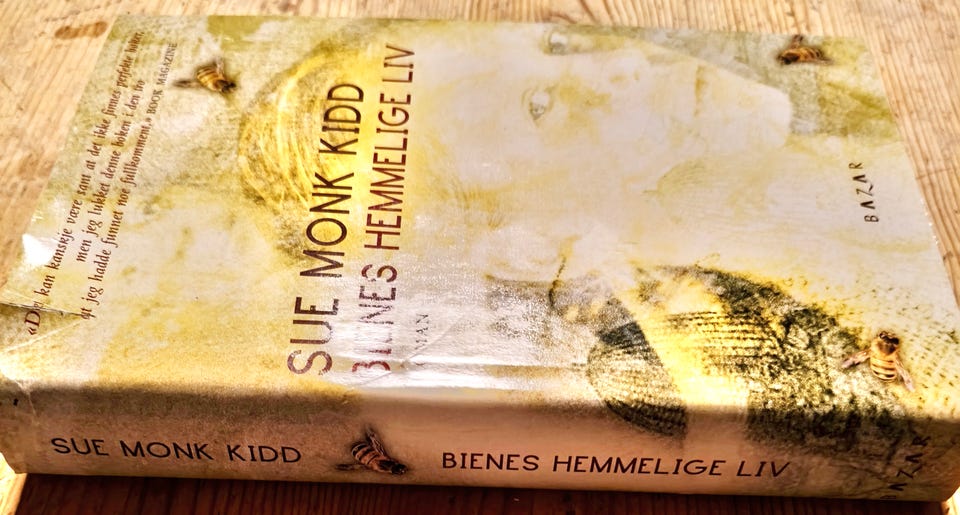 «Det kan kanskje være sant at det ikke finnes perfekte bøker,
men jeg lukket denne boken i den tro
at jeg hadde funnet noe fullkomment.» BOOK MAGAZINE
SUE MONK KIDD
BIENES HEMMELIGE LIV
ROMAN
BAZAR
SUE MONK KIDD
BIENES HEMMELIGE LIV
BAZAR